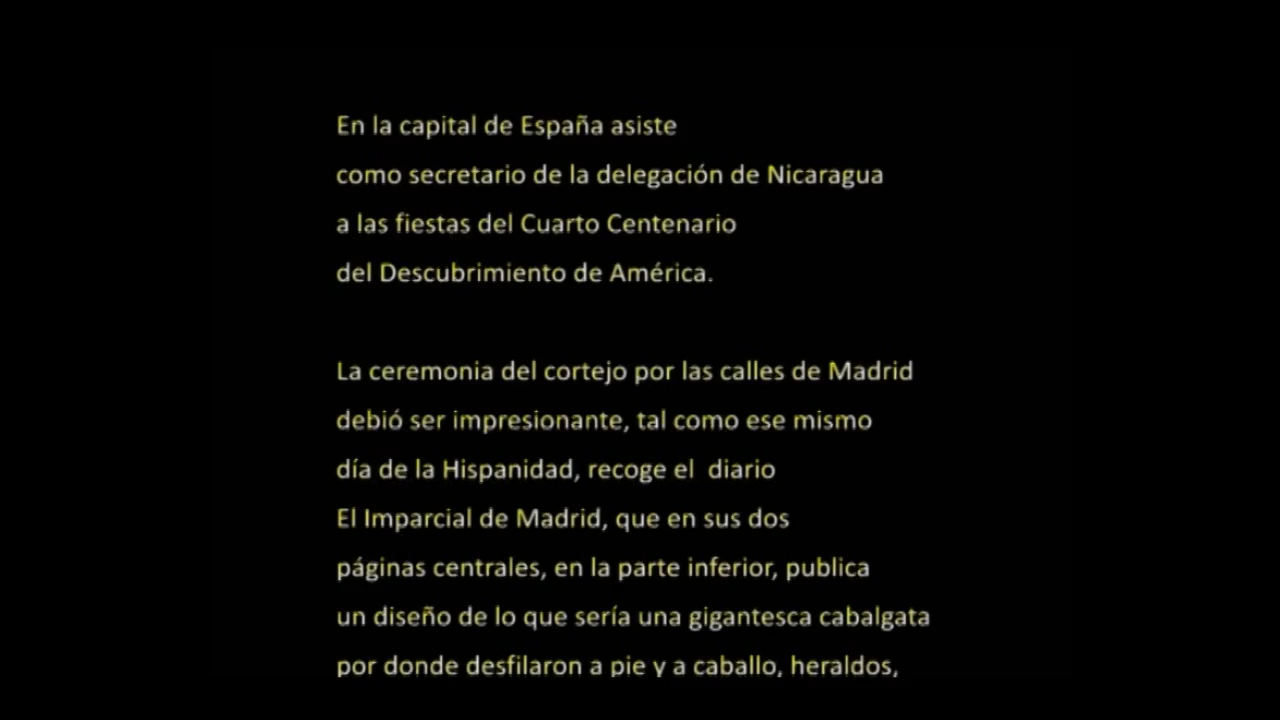 En la capital de España asiste
como secretario de la delegación de Nicaragua
a las fiestas del Cuarto Centenario
del Descubrimiento de América.
La ceremonia del cortejo por las calles de Madrid
debió ser impresionante, tal como ese mismo
día de la Hispanidad, recoge el  diario
El Imparcial de Madrid, que en sus dos
páginas centrales, en la parte inferior, publica
un diseño de lo que sería una gigantesca cabalgata
por donde desfilaron a pie y a caballo, heraldos,